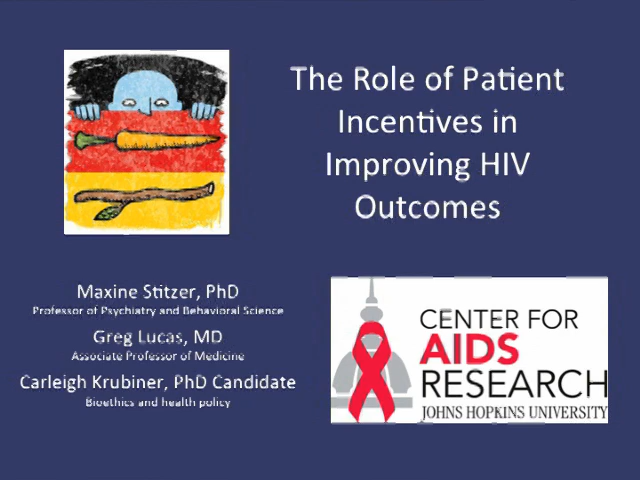 The Role of Patient
Incentives in
Improving HIV
Outcomes
Maxine Stitzer, PhD
Professor of Psychiatry and Behavioral Science
Greg Lucas, MD
Associate Professor of Medicine
Carleigh Krubiner, PhD Candidate
Bioethics and health policy
CENTER FOR
AIDS
RESEARCH
JOHNS HOPKINS UNIVERSITY